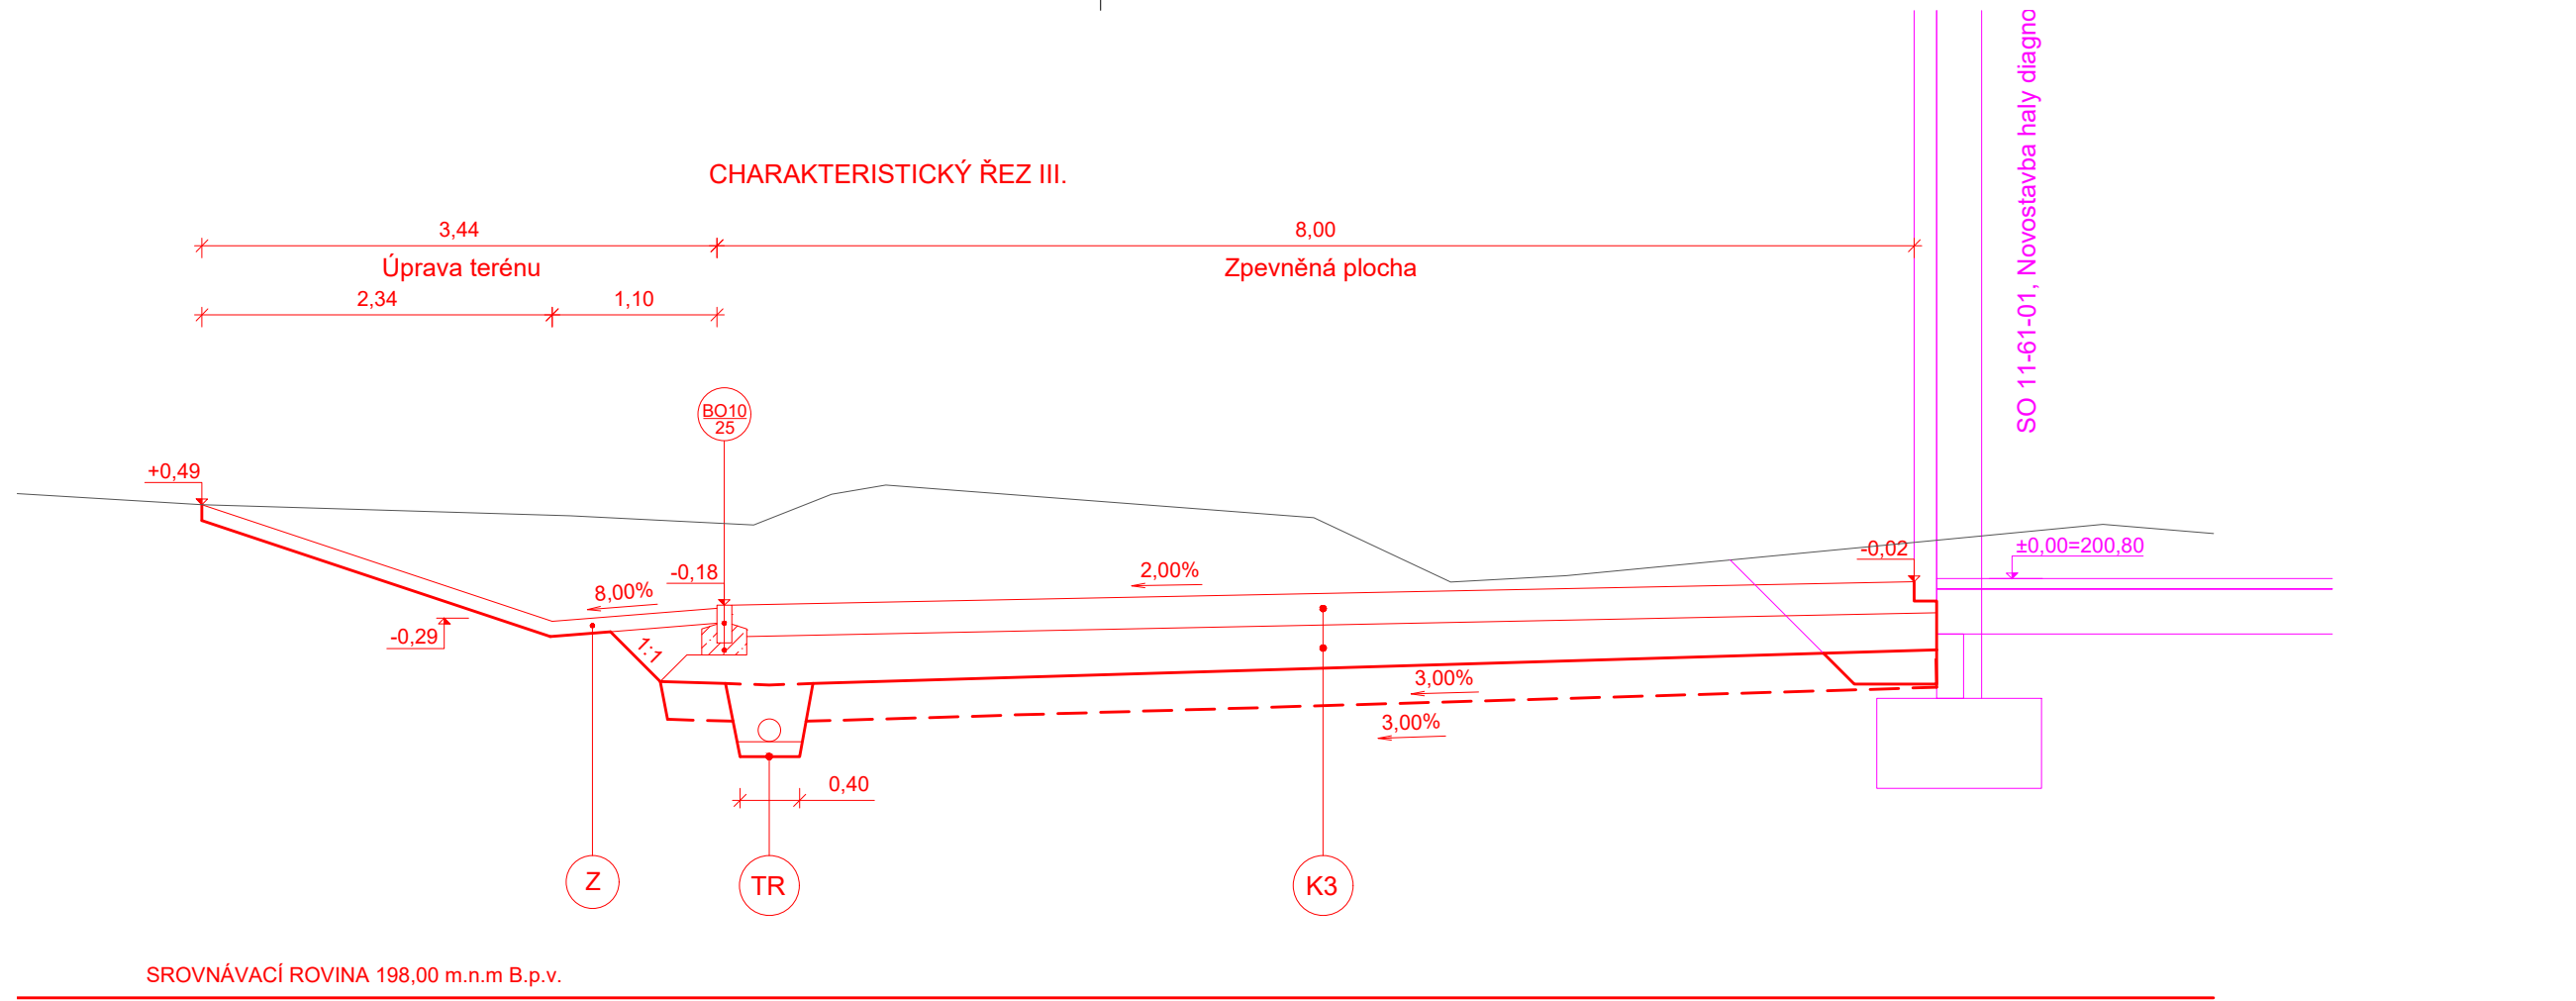 SO 11-61-01, Novostavba haly diagno
CHARAKTERISTICKÝ ŘEZ III.
3,44
8,00
Úprava terénu
Zpevněná plocha
2,34
1,10
BO10
25
+0,49
-0,18
2,00%
-0,02
±0,00=200,80
8,00%
-0,29
1:1
3,00%
3,00%
0,40
Z
TR
K3
SROVNÁVACÍ ROVINA 198,00 m.n.m B.p.v.